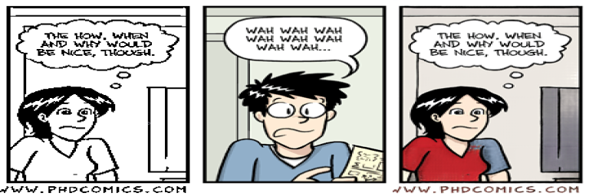 THE HOW, WHEN
AND WHY WOULD
BE NICE, THOUGH.
WAH WAH WAH
WAH WAH WAH
WAH WAH...
THE HOW, WHEN
AND WHY WOULD
BE NICE, THOUGH.
WWW.PHDCOMICS.COM
WWW.PHDCOMICS.COM